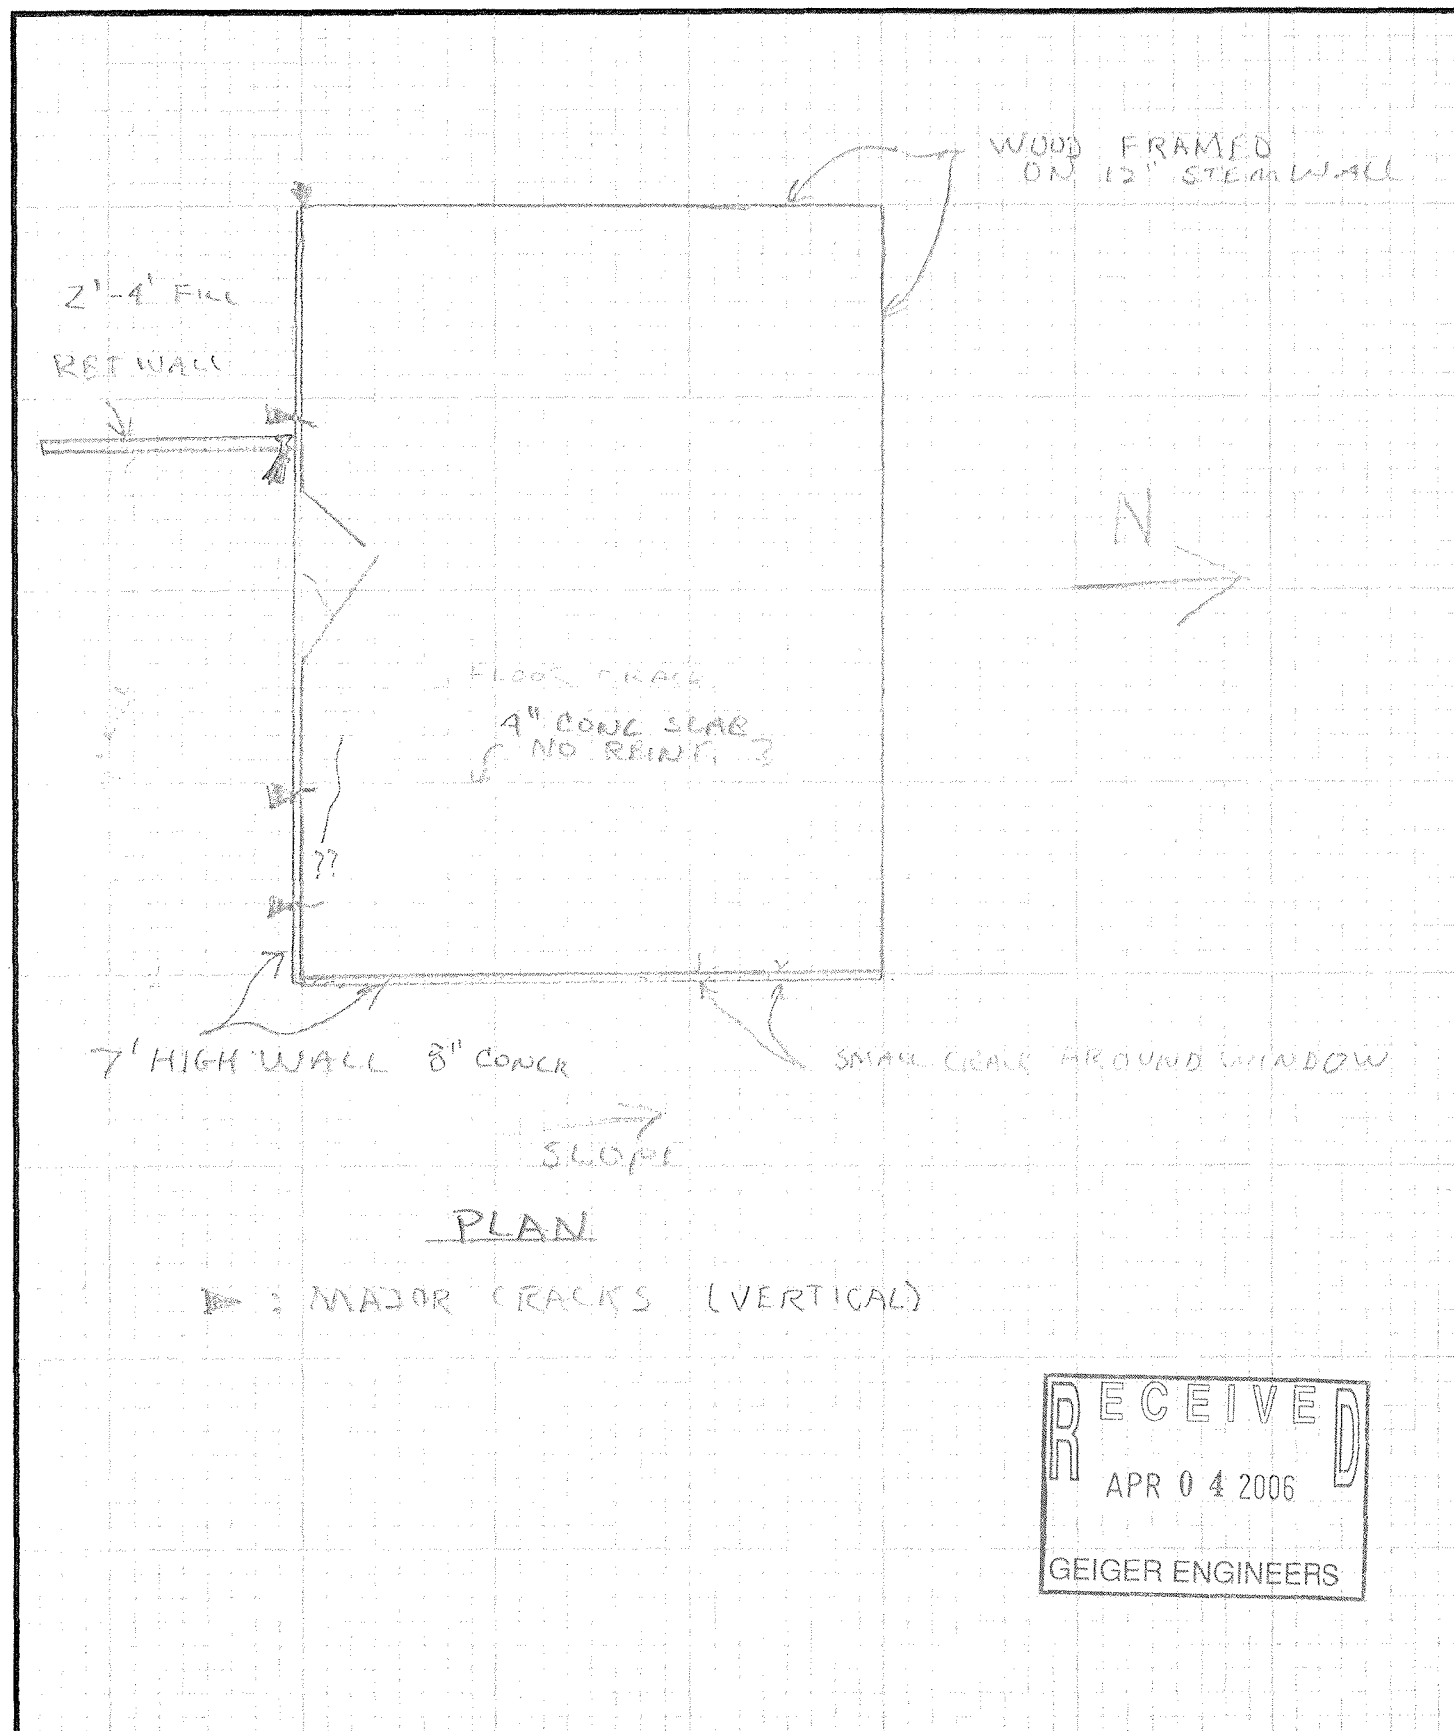 WOOD FRAMED
ON 12" STEM WALL
2'-4' FILL
RET WALL
N
FLOOR CRACK
4" CONC SLAB
NO REINF. ?
??
7' HIGH WALL 8" CONCR
SMALL CRACK AROUND WINDOW
SLOPE
PLAN
: MAJOR CRACKS (VERTICAL)
RECEIVED
APR 04 2006
GEIGER ENGINEERS